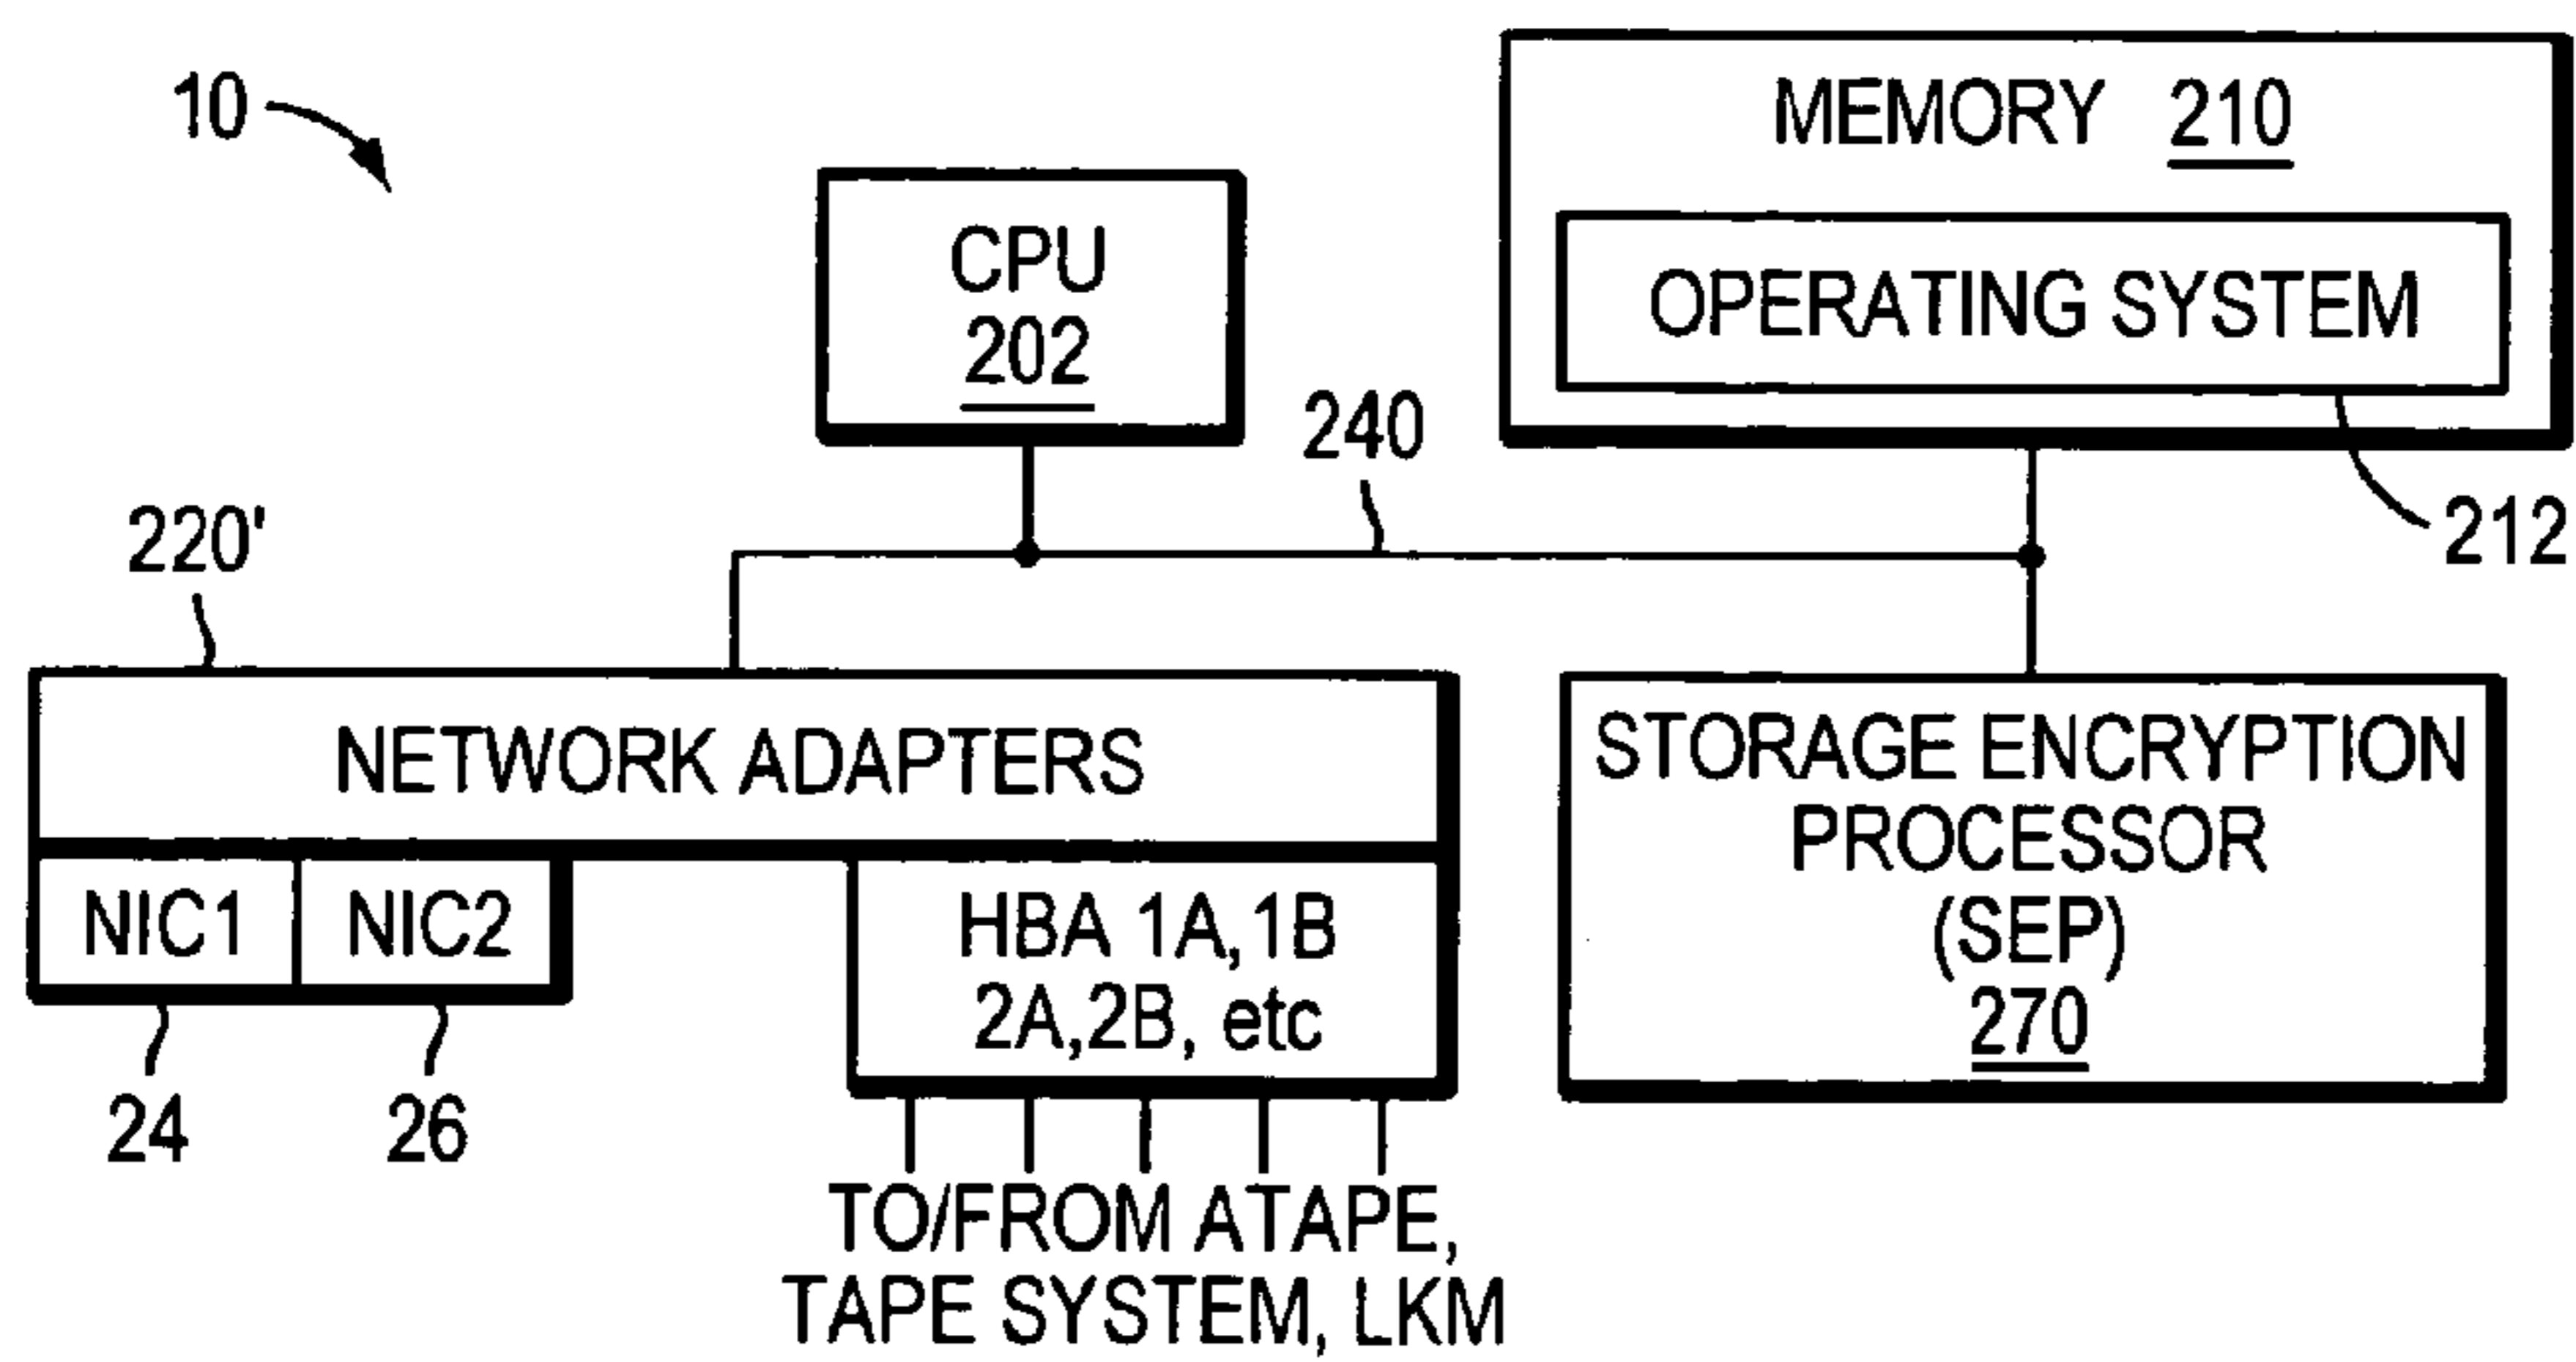 10
MEMORY 210
OPERATING SYSTEM
212
CPU
202
240
220'
NETWORK ADAPTERS
NIC1
NIC2
24
26
HBA 1A,1B
2A,2B, etc
TO/FROM ATAPE,
TAPE SYSTEM, LKM
STORAGE ENCRYPTION
PROCESSOR
(SEP)
270